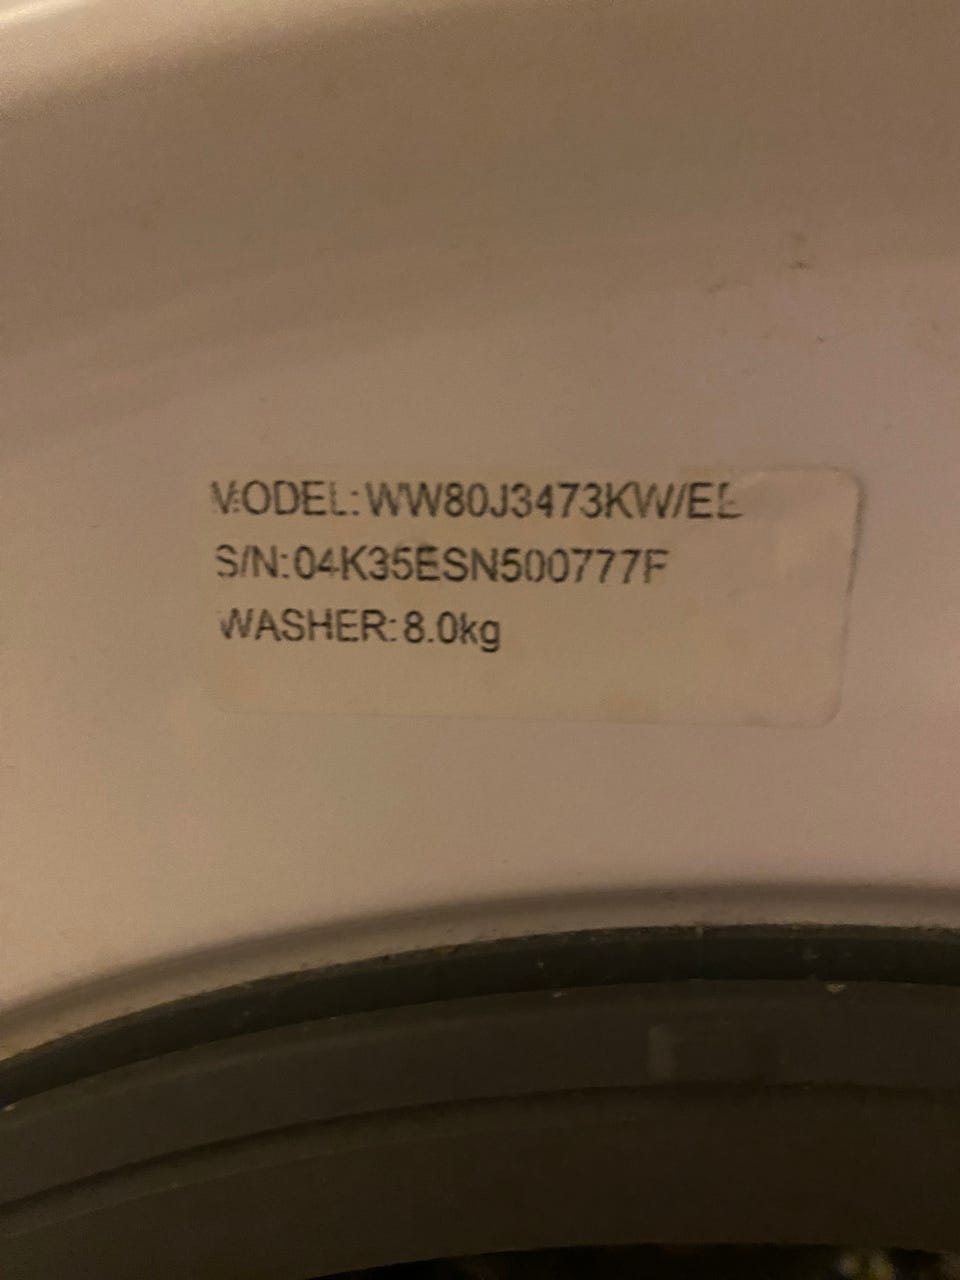 MODEL:WW80J3473KW/EE
S/N:04K35ESN500777F
WASHER:8.0kg